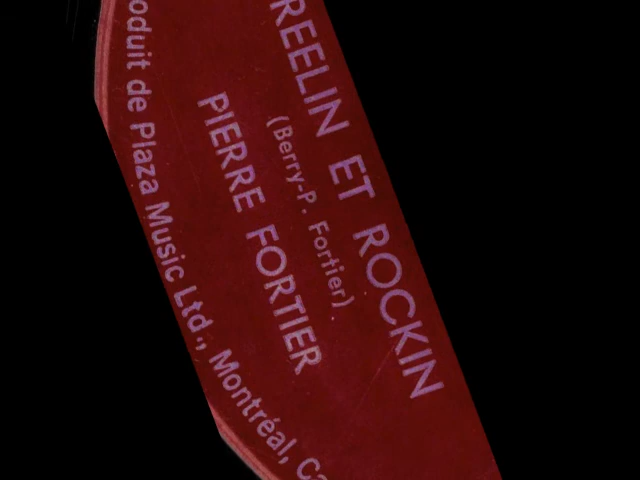 REELIN ET ROCKIN
(Berry-P. Fortier)
PIERRE FORTIER
oduit de Plaza Music Ltd., Montréal, Ca